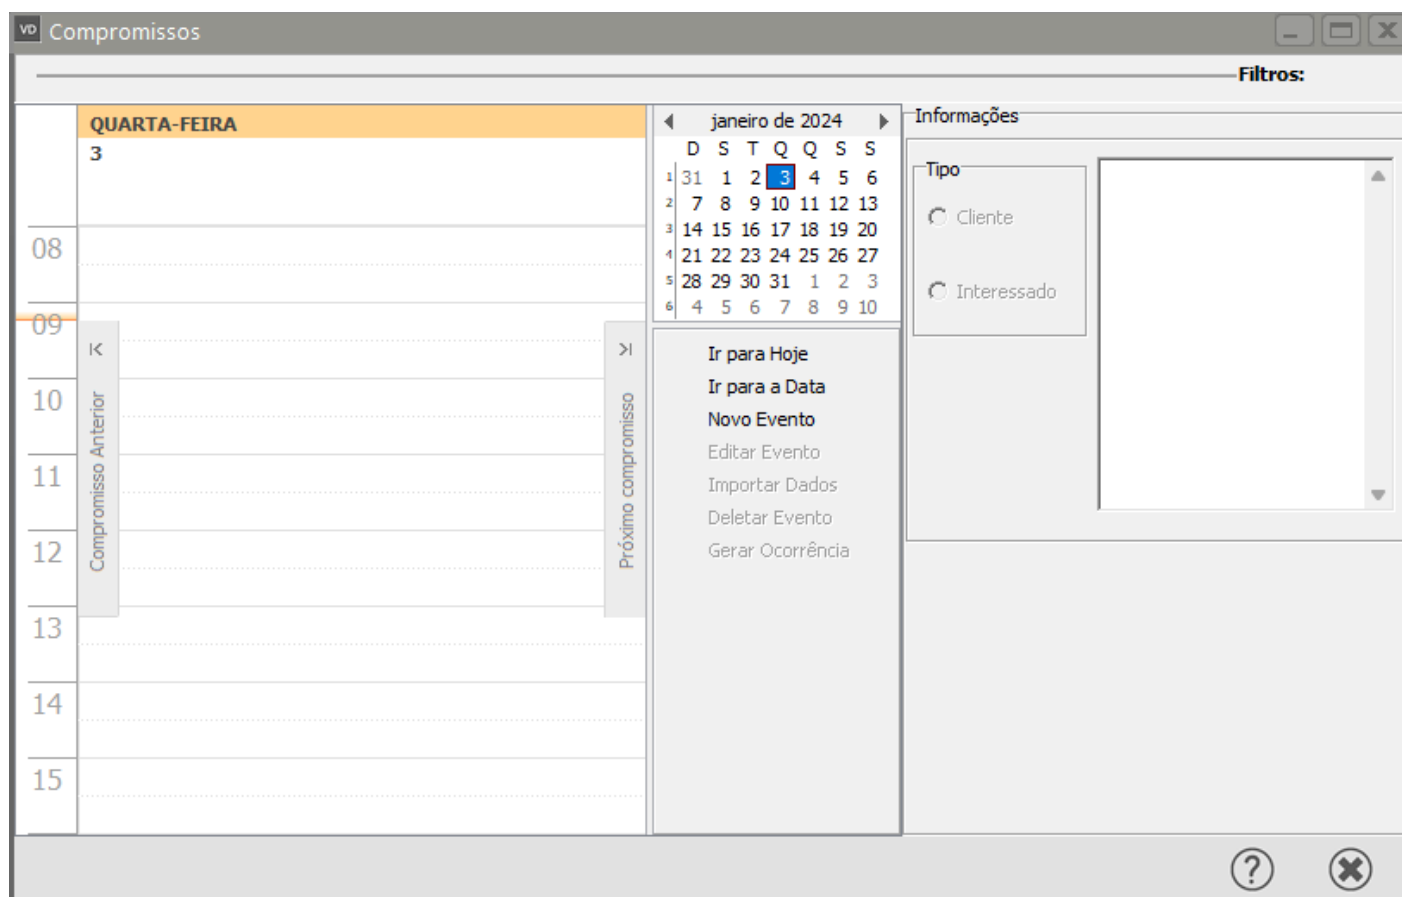 VD Compromissos
Filtros:
QUARTA-FEIRA
3
08
09
10
11
12
13
14
15
Compromisso Anterior
Próximo compromisso
janeiro de 2024
D S T Q Q S S
1 31 1 2 3 4 5 6
2 7 8 9 10 11 12 13
3 14 15 16 17 18 19 20
4 21 22 23 24 25 26 27
5 28 29 30 31 1 2 3
6 4 5 6 7 8 9 10
Ir para Hoje
Ir para a Data
Novo Evento
Editar Evento
Importar Dados
Deletar Evento
Gerar Ocorrência
Informações
Tipo
Cliente
Interessado
?